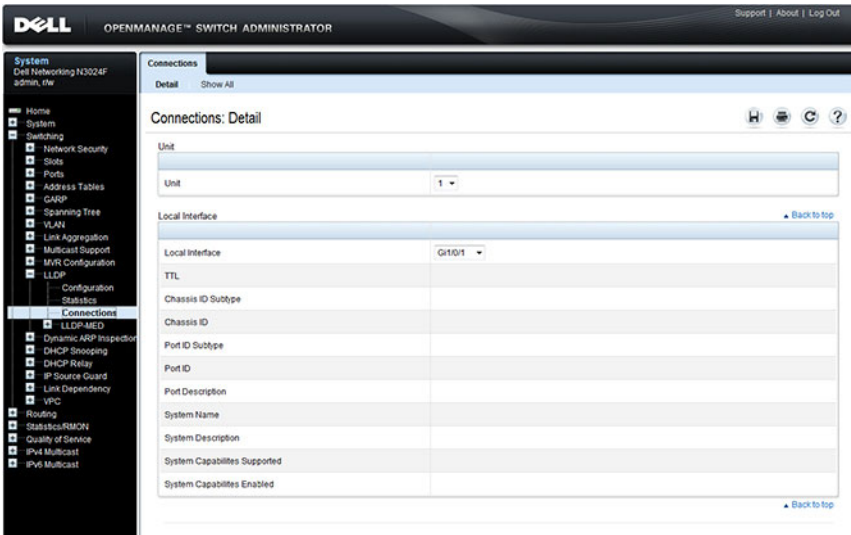 DELL
OPENMANAGE™ SWITCH ADMINISTRATOR
Support | About | Log Out
System
Dell Networking N3024F
admin, r/w
Home
System
Switching
Network Security
Slots
Ports
Address Tables
GARP
Spanning Tree
VLAN
Link Aggregation
Multicast Support
MVR Configuration
LLDP
Configuration
Statistics
Connections
LLDP-MED
Dynamic ARP Inspection
DHCP Snooping
DHCP Relay
IP Source Guard
Link Dependency
VPC
Routing
Statistics/RMON
Quality of Service
IPv4 Multicast
IPv6 Multicast
Connections
Detail Show All
Connections: Detail
Unit
Unit 1
Local Interface Back to top
Local Interface Gi1/0/1
TTL
Chassis ID Subtype
Chassis ID
Port ID Subtype
Port ID
Port Description
System Name
System Description
System Capabilites Supported
System Capabilites Enabled
Back to top